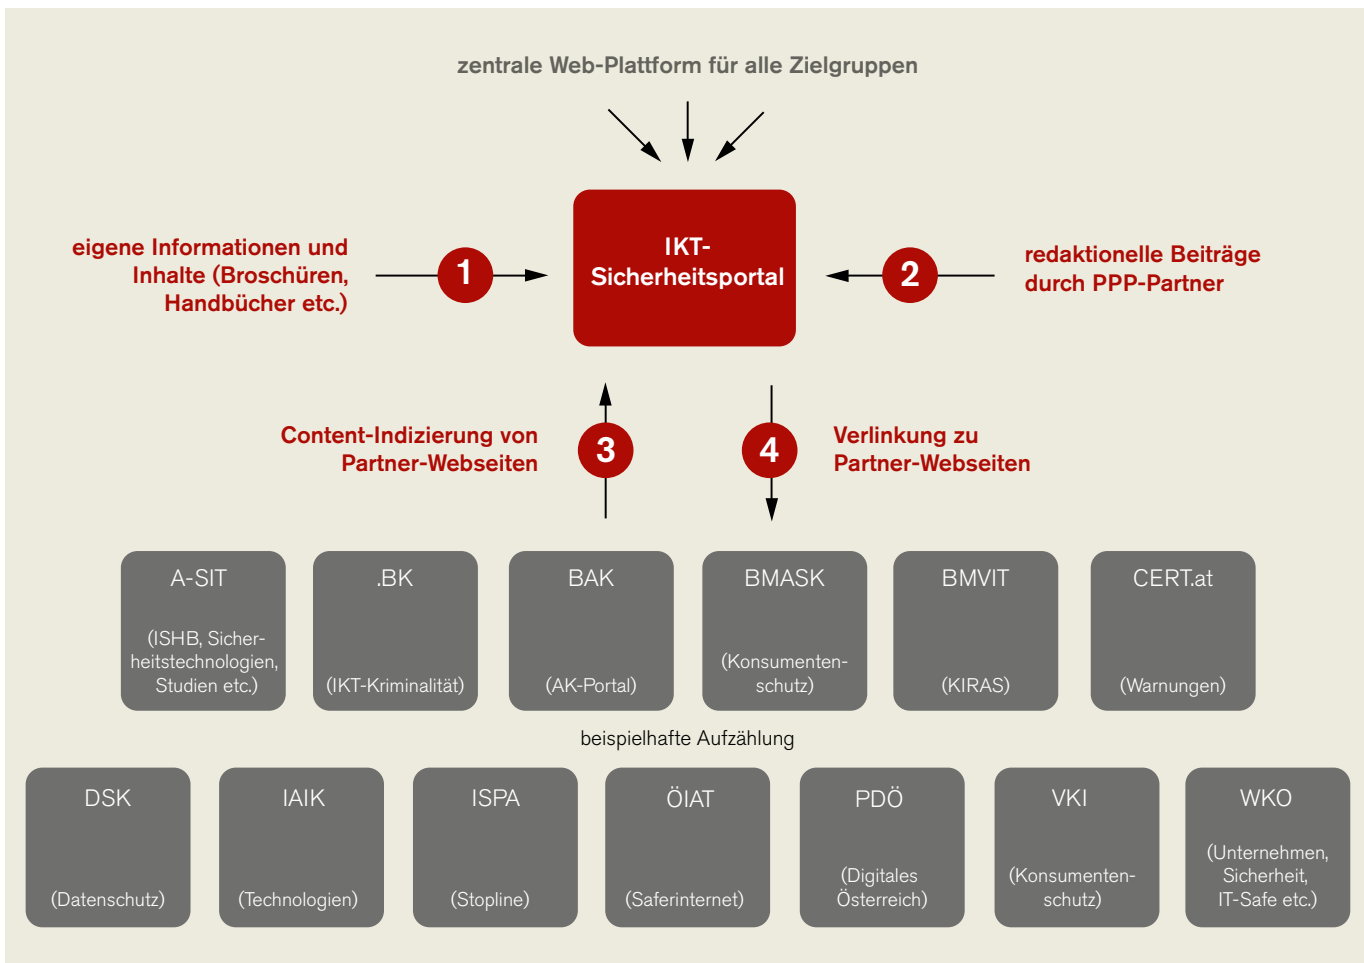 zentrale Web-Plattform für alle Zielgruppen
eigene Informationen und
Inhalte (Broschüren,
Handbücher etc.)
1
IKT-
Sicherheitsportal
2
redaktionelle Beiträge
durch PPP-Partner
Content-Indizierung von
Partner-Webseiten
3
4
Verlinkung zu
Partner-Webseiten
A-SIT
(ISHB, Sicher-
heitstechnologien,
Studien etc.)
.BK
(IKT-Kriminalität)
BAK
(AK-Portal)
BMASK
(Konsumenten-
schutz)
BMVIT
(KIRAS)
CERT.at
(Warnungen)
beispielhafte Aufzählung
DSK
(Datenschutz)
IAIK
(Technologien)
ISPA
(Stopline)
ÖIAT
(Saferinternet)
PDÖ
(Digitales
Österreich)
VKI
(Konsumenten-
schutz)
WKO
(Unternehmen,
Sicherheit,
IT-Safe etc.)